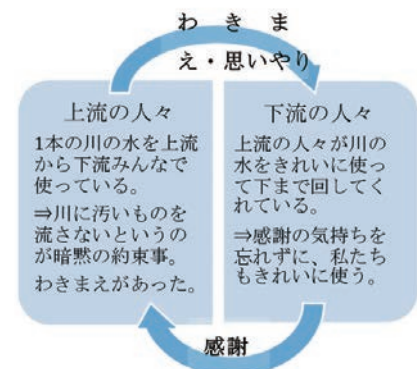 わきま
え・思いやり
上流の人々
1本の川の水を上流
から下流みんなで
使っている。
⇒川に汚いものを
流さないというの
が暗黙の約束事。
わきまえがあった。
下流の人々
上流の人々が川の
水をきれいに使っ
て下まで回してく
れている。
⇒感謝の気持ちを
忘れずに、私たち
もきれいに使う。
感謝